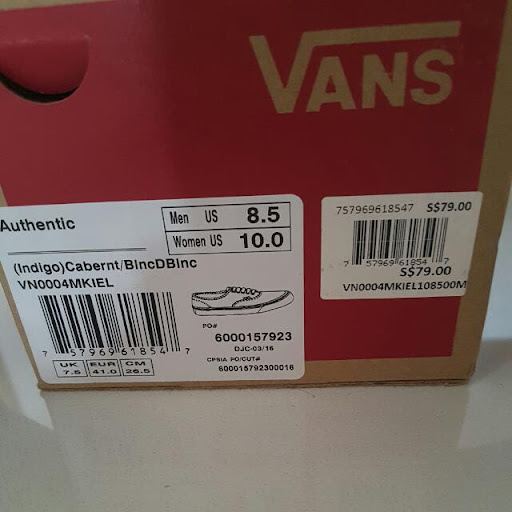 VANS
Authentic
Men US 8.5
Women US 10.0
(Indigo)Cabernt/BlncDBlnc
VN0004MKIEL
PO#
6000157923
DJC-03/16
CPSIA PO/CUT#
600015792300016
7 57969 61854 7
UK EUR CM
7.5 41.0 26.5
757969618547 S$79.00
7 57969 61854 7
S$79.00
VN0004MKIEL108500M